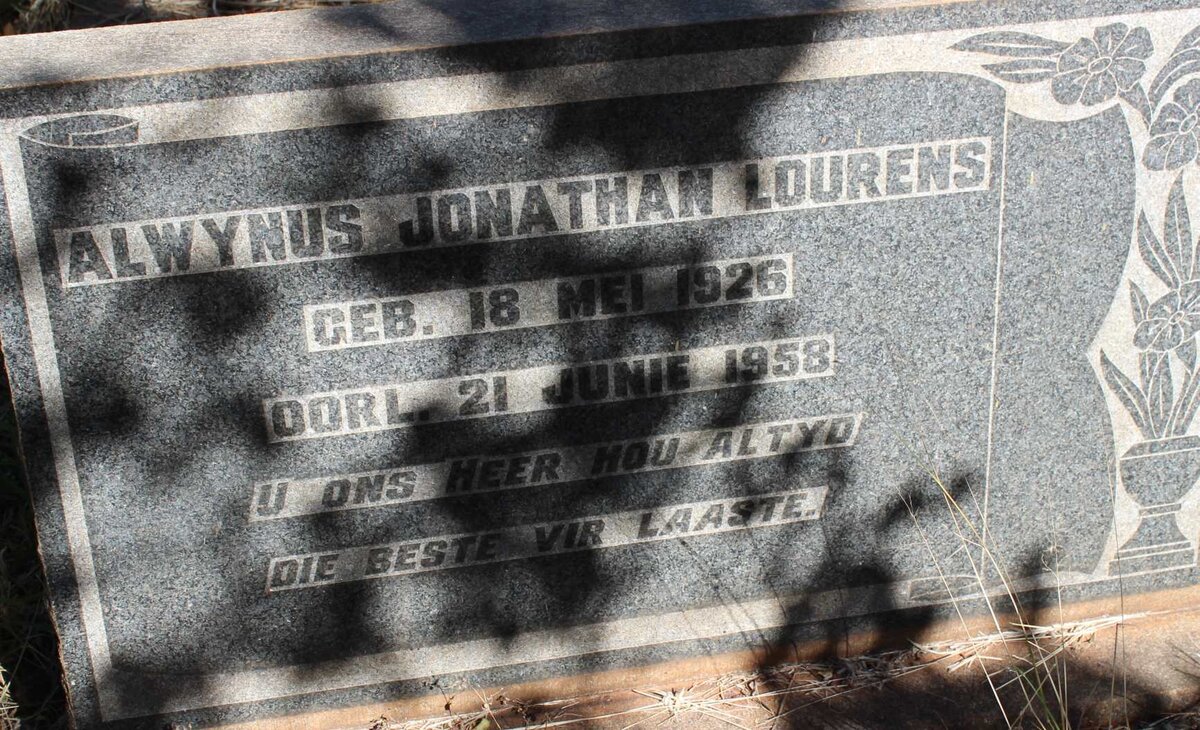 ALWYNUS JONATHAN LOURENS
GEB. 18 MEI 1926
OORL. 21 JUNIE 1958
U ONS HEER HOU ALTYD
DIE BESTE VIR LAASTE.